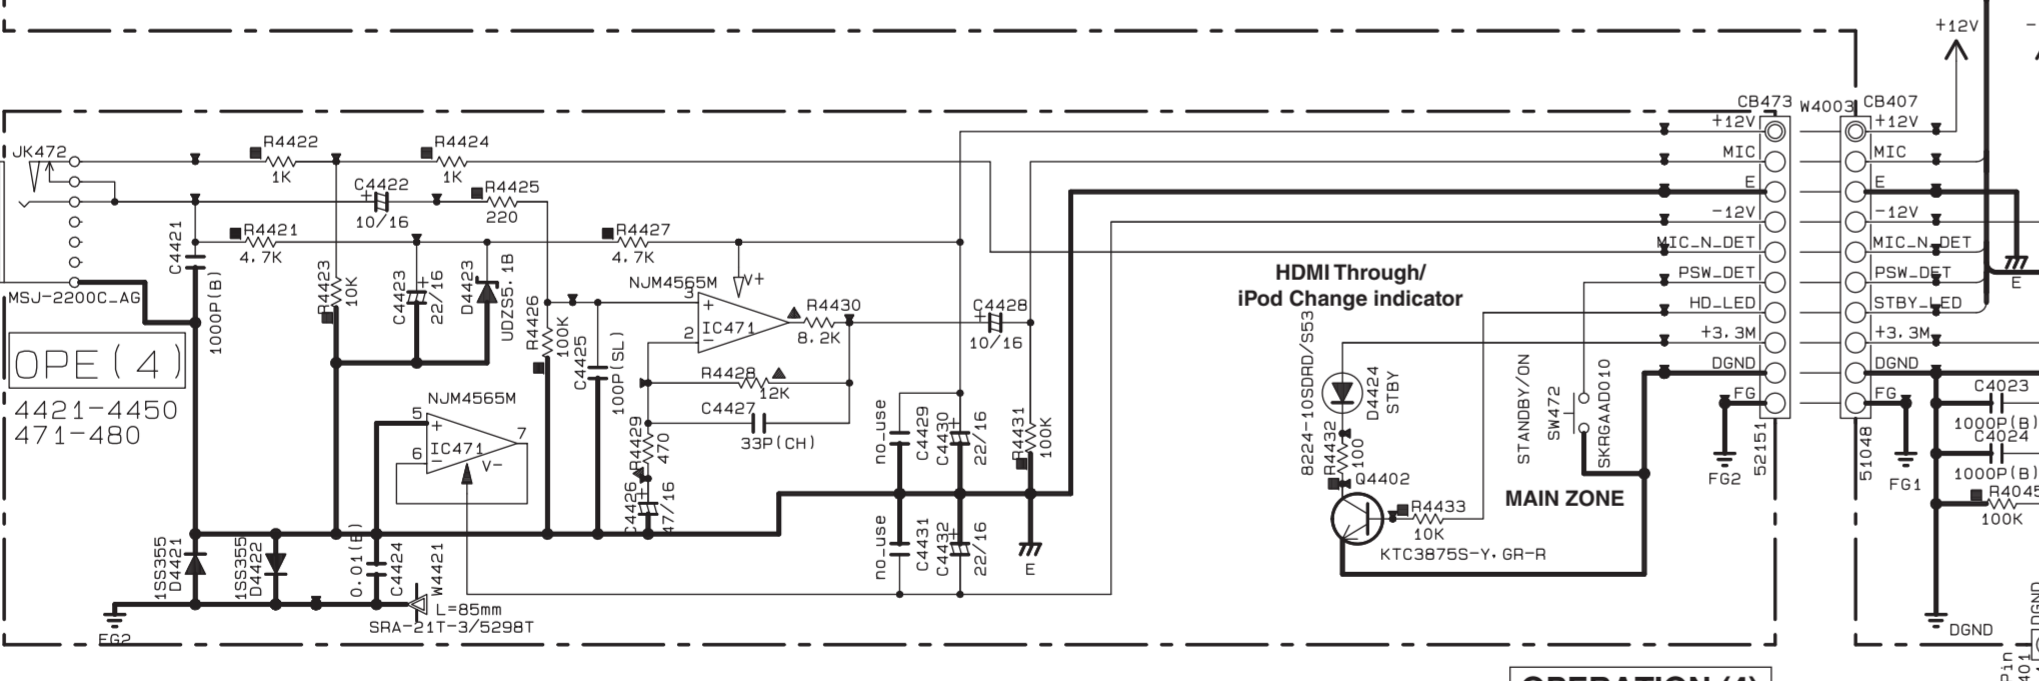 +12V
CB473
W4003
CB407
+12V
+12V
MIC
MIC
E
E
-12V
-12V
MIC_N_DET
MIC_N_DET
PSW_DET
PSW_DET
HD_LED
STBY_LED
+3.3M
+3.3M
DGND
DGND
FG
FG
52151
51048
JK472
MSJ-2200C_AG
R4422
1K
R4424
1K
C4422
+
10/16
R4425
220
C4421
1000P(B)
R4421
4.7K
R4423
10K
C4423
+
22/16
D4423
UDZS5.1B
R4427
4.7K
R4426
100K
C4425
100P(SL)
NJM4565M
V+
3
+
2
-
IC471
R4430
8.2K
R4428
12K
C4427
33P(CH)
C4428
+
10/16
R4429
470
C4426
+
47/16
OPE(4)
4421-4450
471-480
NJM4565M
5
+
6
-
IC471
7
V-
no_use
C4429
C4430
+
22/16
R4431
100K
no_use
C4431
C4432
+
22/16
E
1SS355
D4421
1SS355
D4422
0.01(B)
C4424
W4421
L=85mm
SRA-21T-3/5298T
FG2
HDMI Through/
iPod Change indicator
8224-10SDRD/S53
D4424
STBY
R4432
100
Q4402
R4433
10K
KTC3875S-Y,GR-R
STANDBY/ON
SW472
SKRGAAD010
MAIN ZONE
FG2
FG1
E
C4023
1000P(B)
C4024
1000P(B)
R4045
100K
DGND
DGND
OPERATION (4)